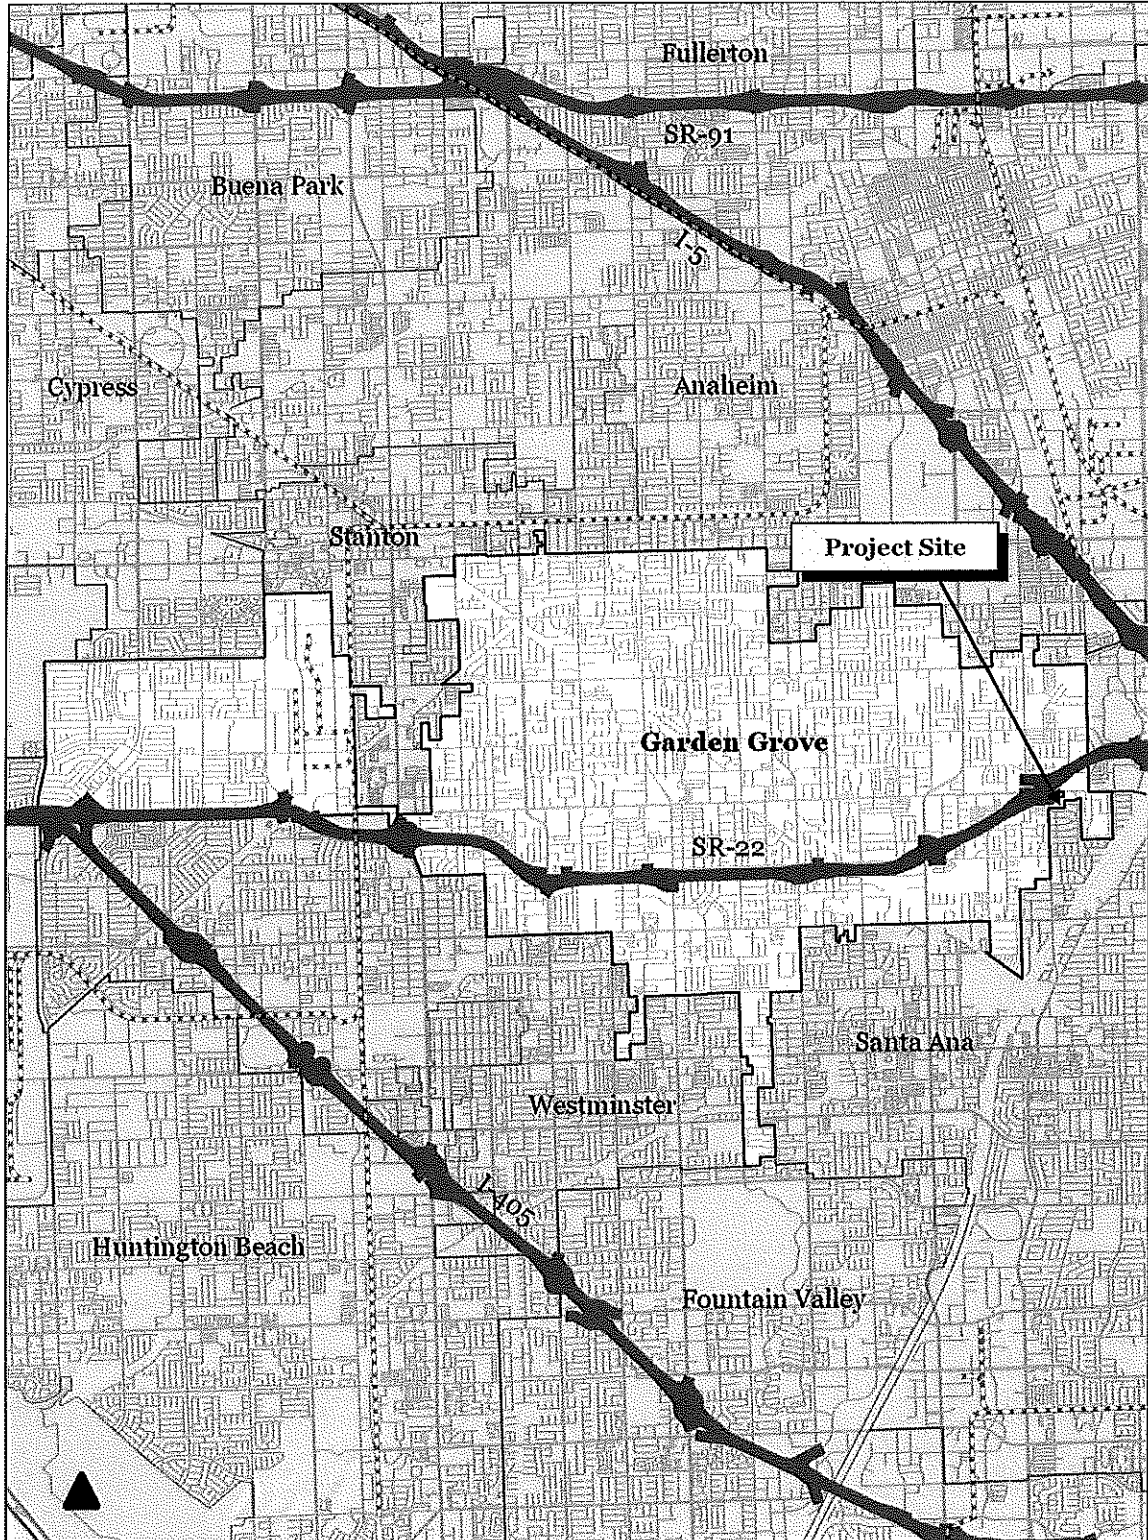 Fullerton
SR-91
Buena Park
I-5
Cypress
Anaheim
Stanton
Project Site
Garden Grove
SR-22
Santa Ana
Westminster
I-405
Huntington Beach
Fountain Valley